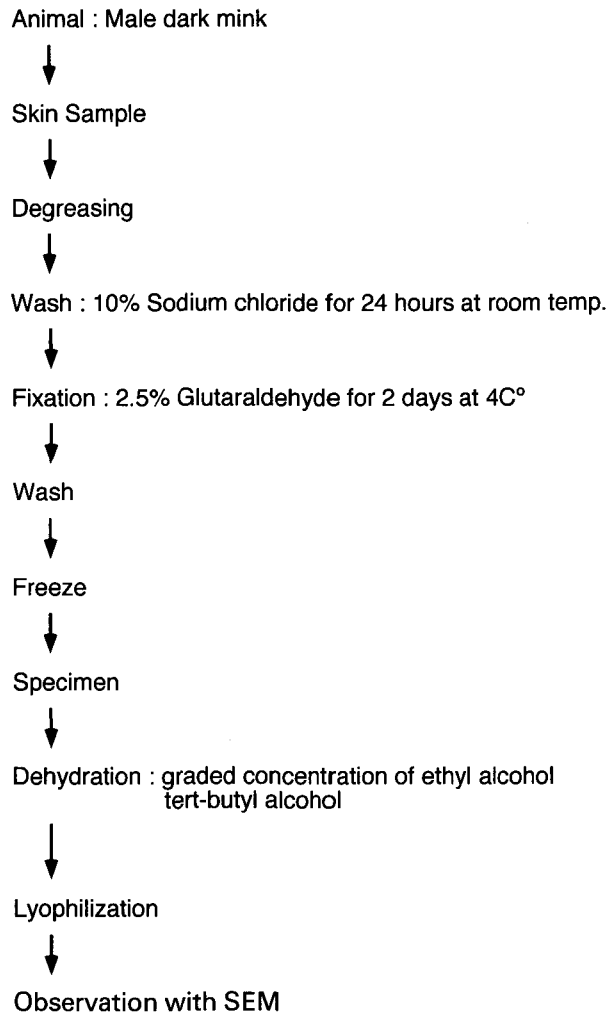 Animal : Male dark mink
Skin Sample
Degreasing
Wash : 10% Sodium chloride for 24 hours at room temp.
Fixation : 2.5% Glutaraldehyde for 2 days at 4C°
Wash
Freeze
Specimen
Dehydration : graded concentration of ethyl alcohol
tert-butyl alcohol
Lyophilization
Observation with SEM